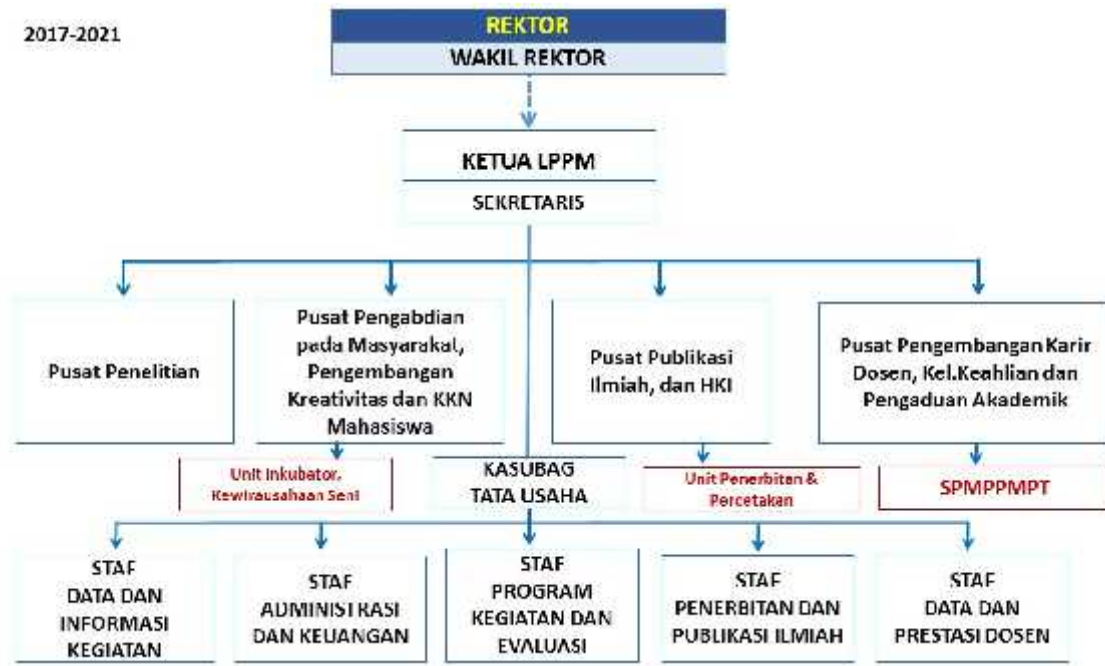 2017-2021
REKTOR
WAKIL REKTOR
KETUA LPPM
SEKRETARIS
Pusat Penelitian
Pusat Pengabdian
pada Masyarakat,
Pengembangan
Kreativitas dan KKN
Mahasiswa
Pusat Publikasi
Ilmiah, dan HKI
Pusat Pengembangan Karir
Dosen, Kel.Keahlian dan
Pengaduan Akademik
Unit Inkubator,
Kewirausahaan Seni
KASUBAG
TATA USAHA
Unit Penerbitan &
Percetakan
SPMPPMPT
STAF
DATA DAN
INFORMASI
KEGIATAN
STAF
ADMINISTRASI
DAN KEUANGAN
STAF
PROGRAM
KEGIATAN DAN
EVALUASI
STAF
PENERBITAN DAN
PUBLIKASI ILMIAH
STAF
DATA DAN
PRESTASI DOSEN